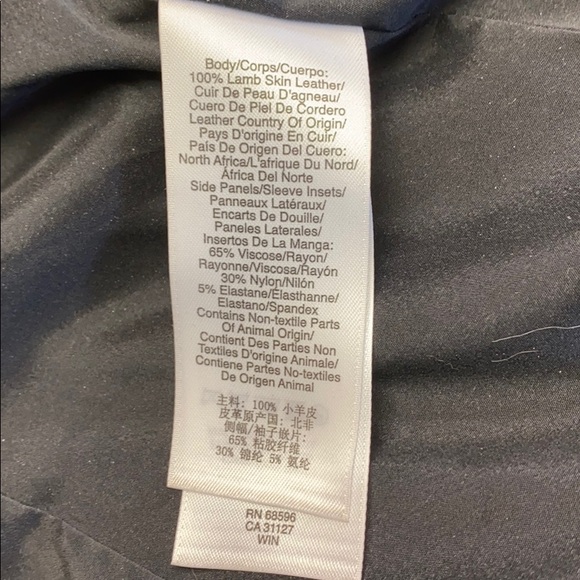 Body/Corps/Cuerpo:
100% Lamb Skin Leather/
Cuir De Peau D'agneau/
Cuero De Piel De Cordero
Leather Country Of Origin/
Pays D'origine En Cuir/
País De Origen Del Cuero:
North Africa/L'afrique Du Nord/
África Del Norte
Side Panels/Sleeve Insets/
Panneaux Latéraux/
Encarts De Douille/
Paneles Laterales/
Insertos De La Manga:
65% Viscose/Rayon/
Rayonne/Viscosa/Rayón
30% Nylon/Nilón
5% Elastane/Élasthanne/
Elastano/Spandex
Contains Non-textile Parts
Of Animal Origin/
Contient Des Parties Non
Textiles D'origine Animale/
Contiene Partes No-textiles
De Origen Animal
主料: 100% 小羊皮
皮革原产国: 北非
侧幅/袖子嵌片:
65% 粘胶纤维
30% 锦纶 5% 氨纶
RN 68596
CA 31127
WIN